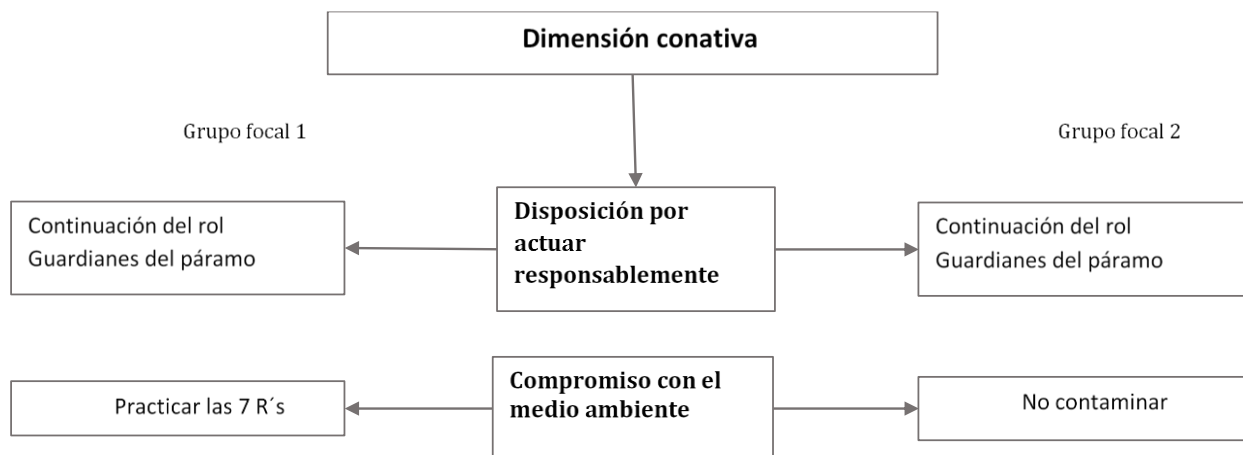 Dimensión conativa
Grupo focal 1
Grupo focal 2
Continuación del rol
Guardianes del páramo
Disposición por
actuar
responsablemente
Continuación del rol
Guardianes del páramo
Practicar las 7 R´s
Compromiso con el
medio ambiente
No contaminar